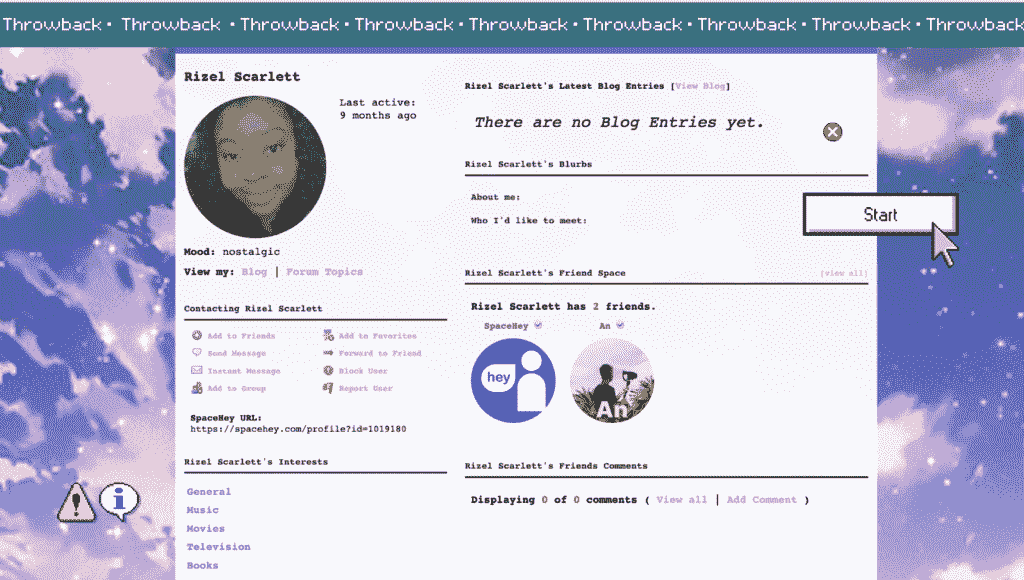 Throwback • Throwback • Throwback • Throwback • Throwback • Throwback • Throwback • Throwback • Throwback
Rizel Scarlett
Last active:
9 months ago
Mood: nostalgic
View my: Blog | Forum Topics
Contacting Rizel Scarlett
Add to Friends
Add to Favorites
Send Message
Forward to Friend
Instant Message
Block User
Add to Group
Report User
SpaceHey URL:
https://spacehey.com/profile?id=1019180
Rizel Scarlett's Interests
General
Music
Movies
Television
Books
Rizel Scarlett's Latest Blog Entries [View Blog]
There are no Blog Entries yet.
Rizel Scarlett's Blurbs
About me:
Who I'd like to meet:
Start
Rizel Scarlett's Friend Space
[view all]
Rizel Scarlett has 2 friends.
SpaceHey
An
hey
An
Rizel Scarlett's Friends Comments
Displaying 0 of 0 comments ( View all | Add Comment )